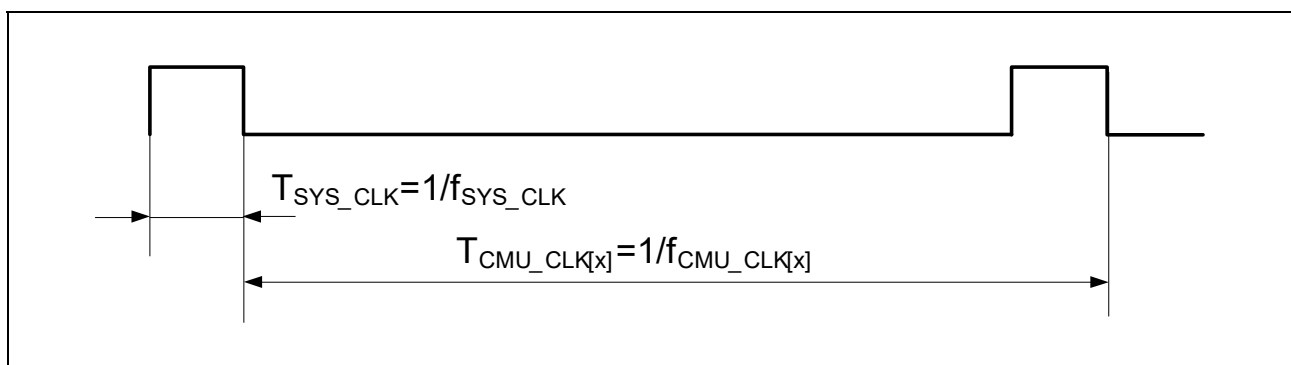 TSYS_CLK=1/fSYS_CLK
TCMU_CLK[x]=1/fCMU_CLK[x]